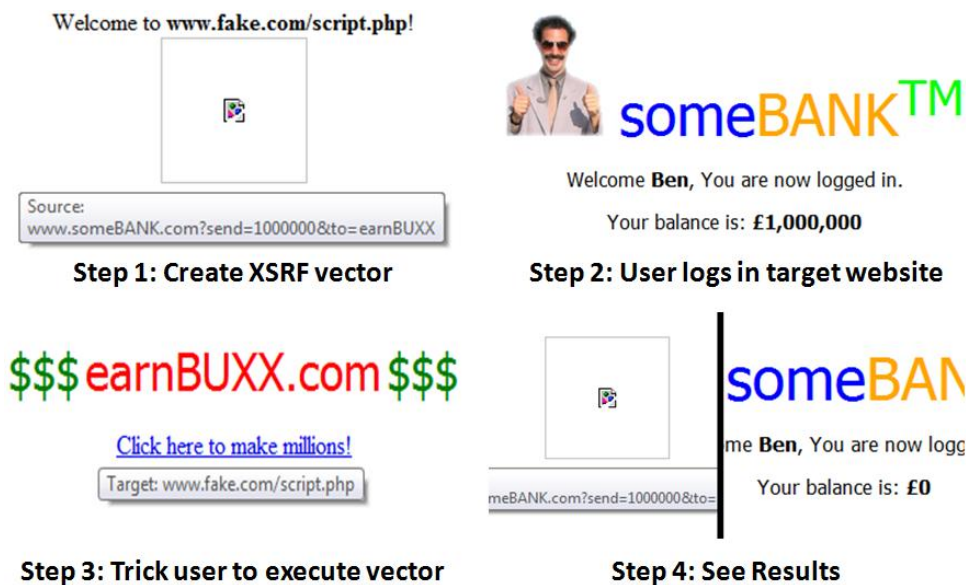 Welcome to www.fake.com/script.php!
Source:
www.someBANK.com?send=1000000&to=earnBUXX
Step 1: Create XSRF vector
someBANK™
Welcome Ben, You are now logged in.
Your balance is: £1,000,000
Step 2: User logs in target website
$$$ earnBUXX.com $$$
Click here to make millions!
Target: www.fake.com/script.php
Step 3: Trick user to execute vector
meBANK.com?send=1000000&to=
someBAN
me Ben, You are now logg
Your balance is: £0
Step 4: See Results